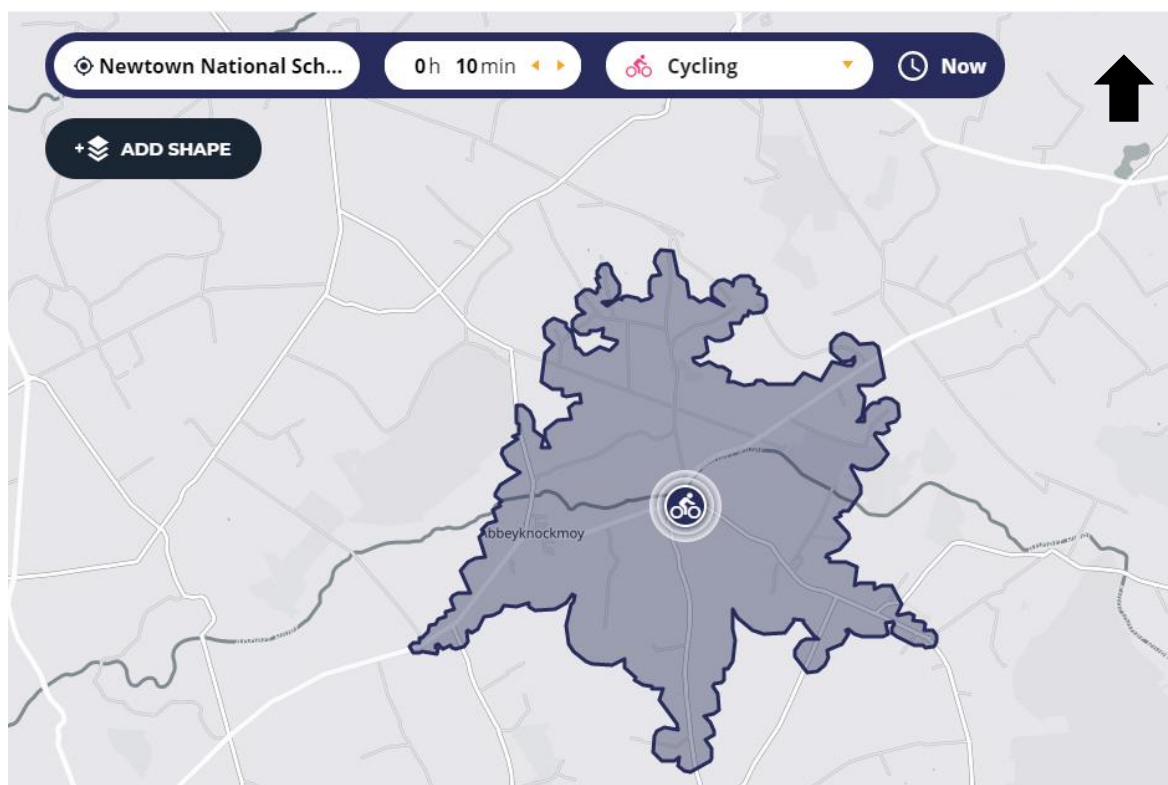 Newtown National Sch...
0h 10min
Cycling
Now
+ ADD SHAPE
bbeyknockmoy